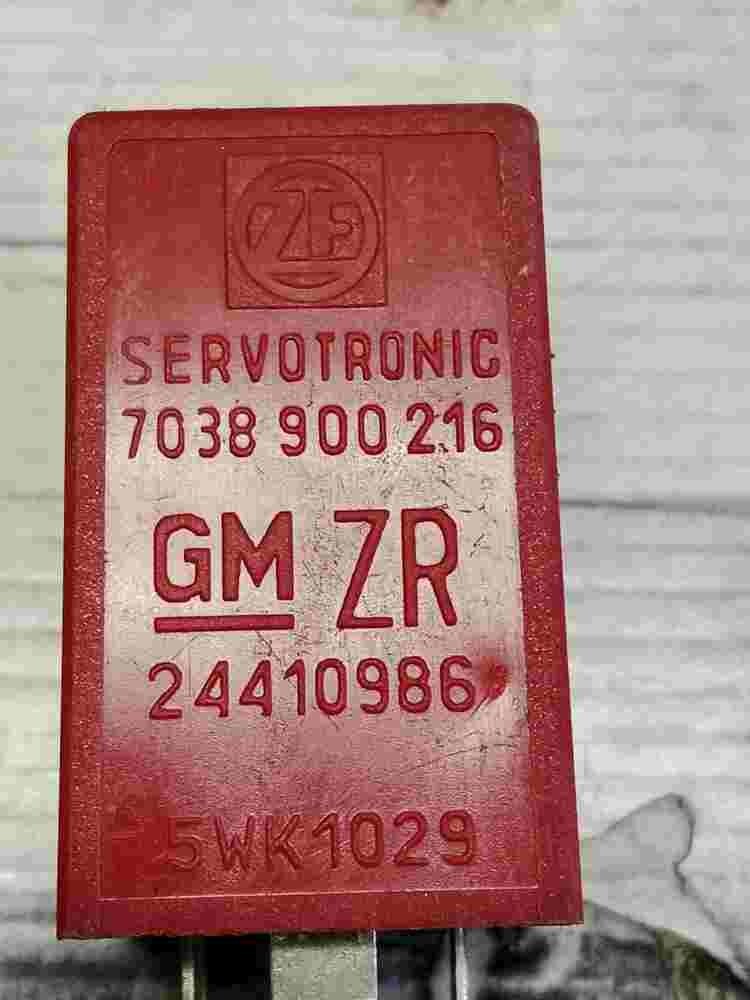 ZF
SERVOTRONIC
7038 900 216
GM ZR
24410986
5WK1029